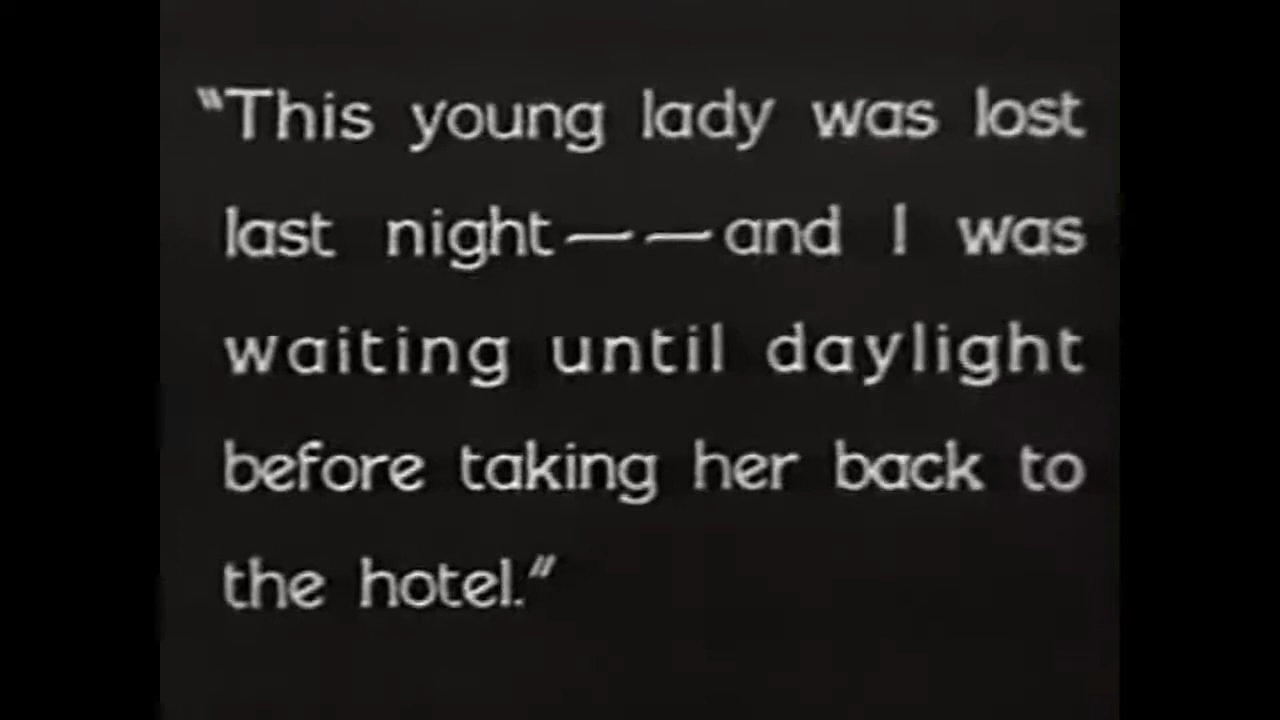 "This young lady was lost
last night——and I was
waiting until daylight
before taking her back to
the hotel."